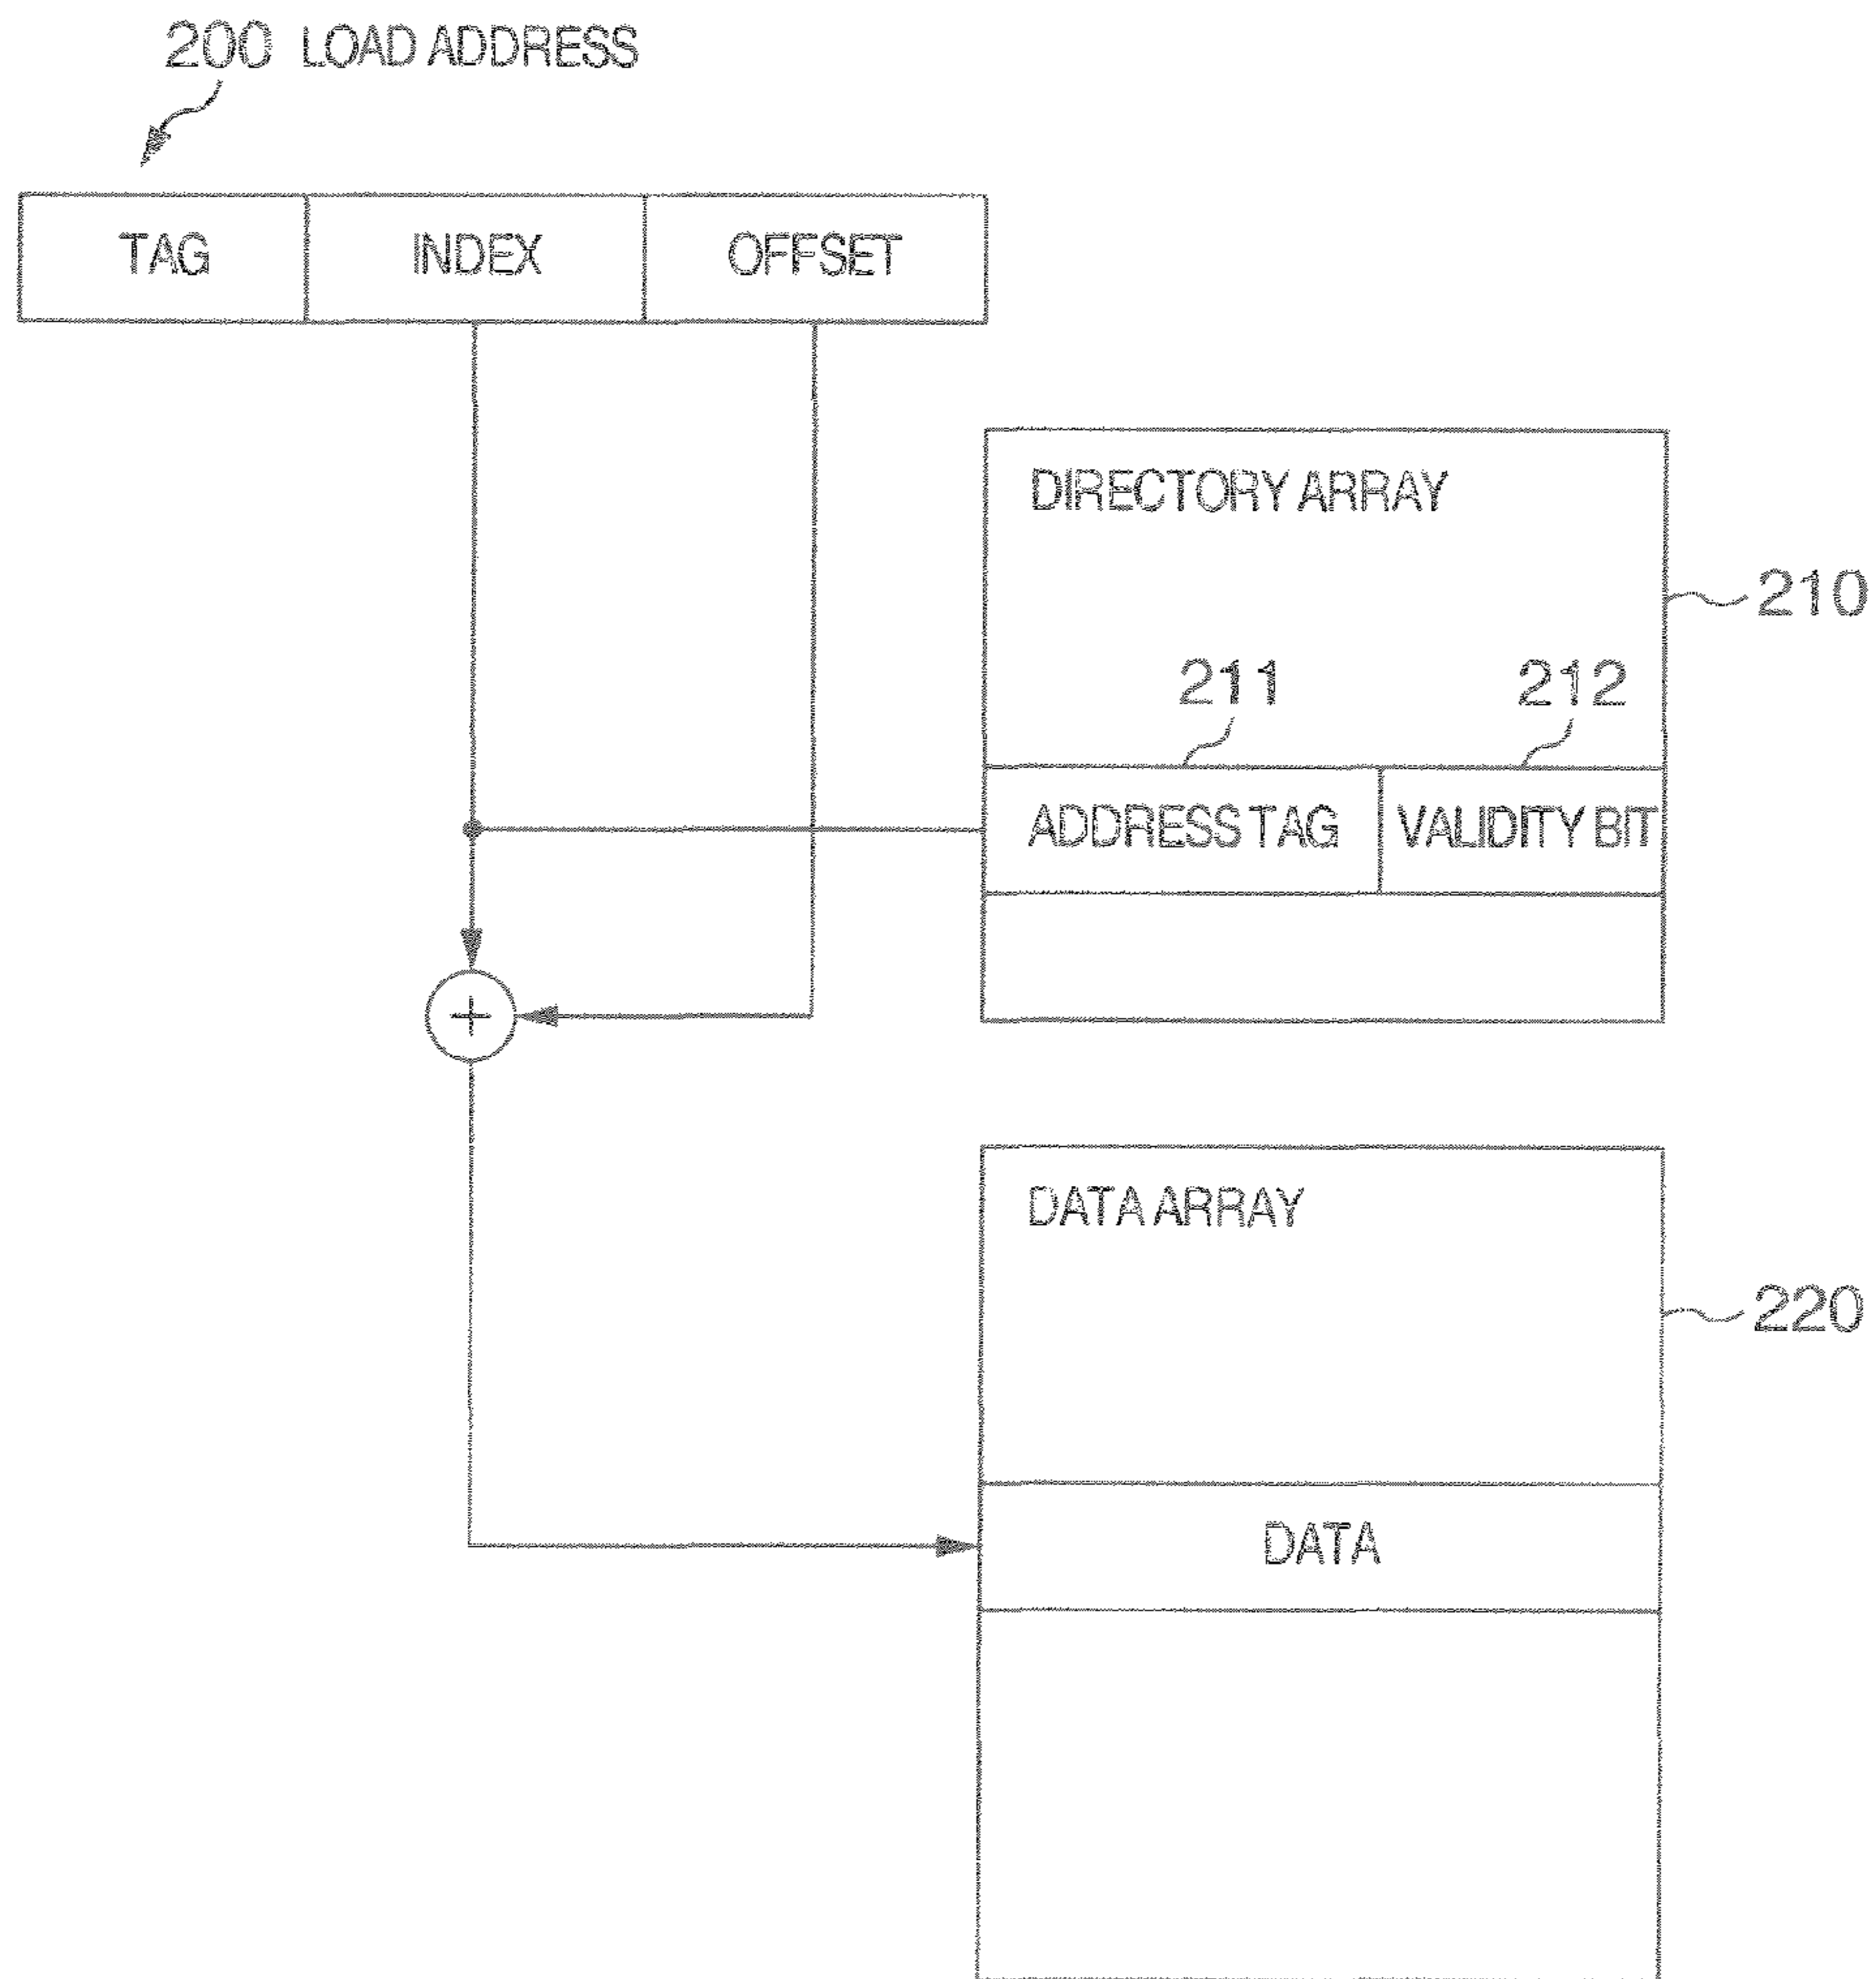 200 LOAD ADDRESS
TAG INDEX OFFSET
DIRECTORY ARRAY
210
211 212
ADDRESS TAG VALIDITY BIT
+
DATA ARRAY
220
DATA